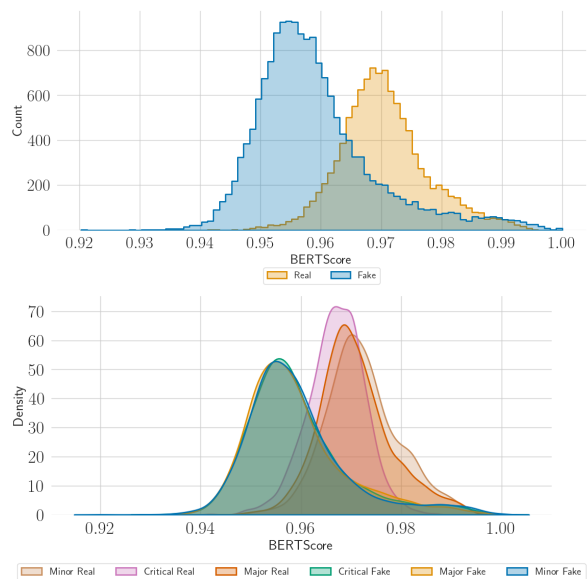 800
600
400
200
0
Count
0.92 0.93 0.94 0.95 0.96 0.97 0.98 0.99 1.00
BERTScore
Real Fake
70
60
50
40
30
20
10
0
Density
0.92 0.94 0.96 0.98 1.00
BERTScore
Minor Real Critical Real Major Real Critical Fake Major Fake Minor Fake